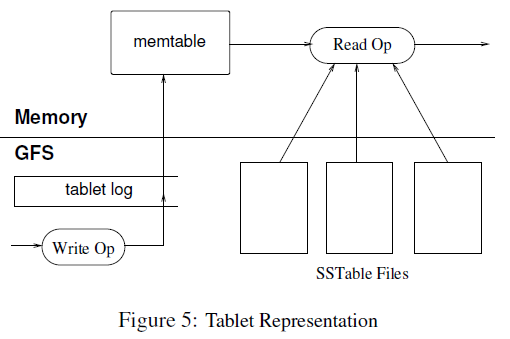 memtable
Read Op
Memory
GFS
tablet log
Write Op
SSTable Files
Figure 5: Tablet Representation